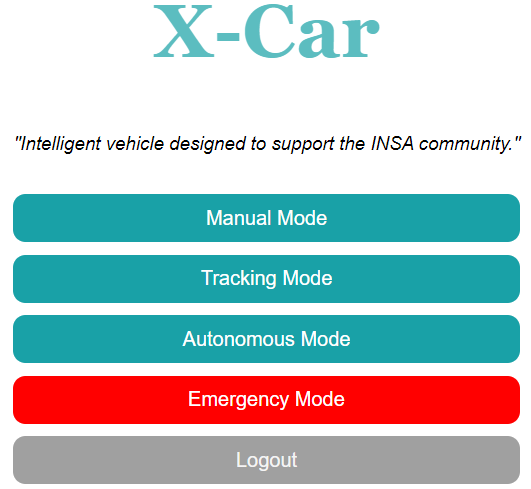 X-Car
"Intelligent vehicle designed to support the INSA community."
Manual Mode
Tracking Mode
Autonomous Mode
Emergency Mode
Logout